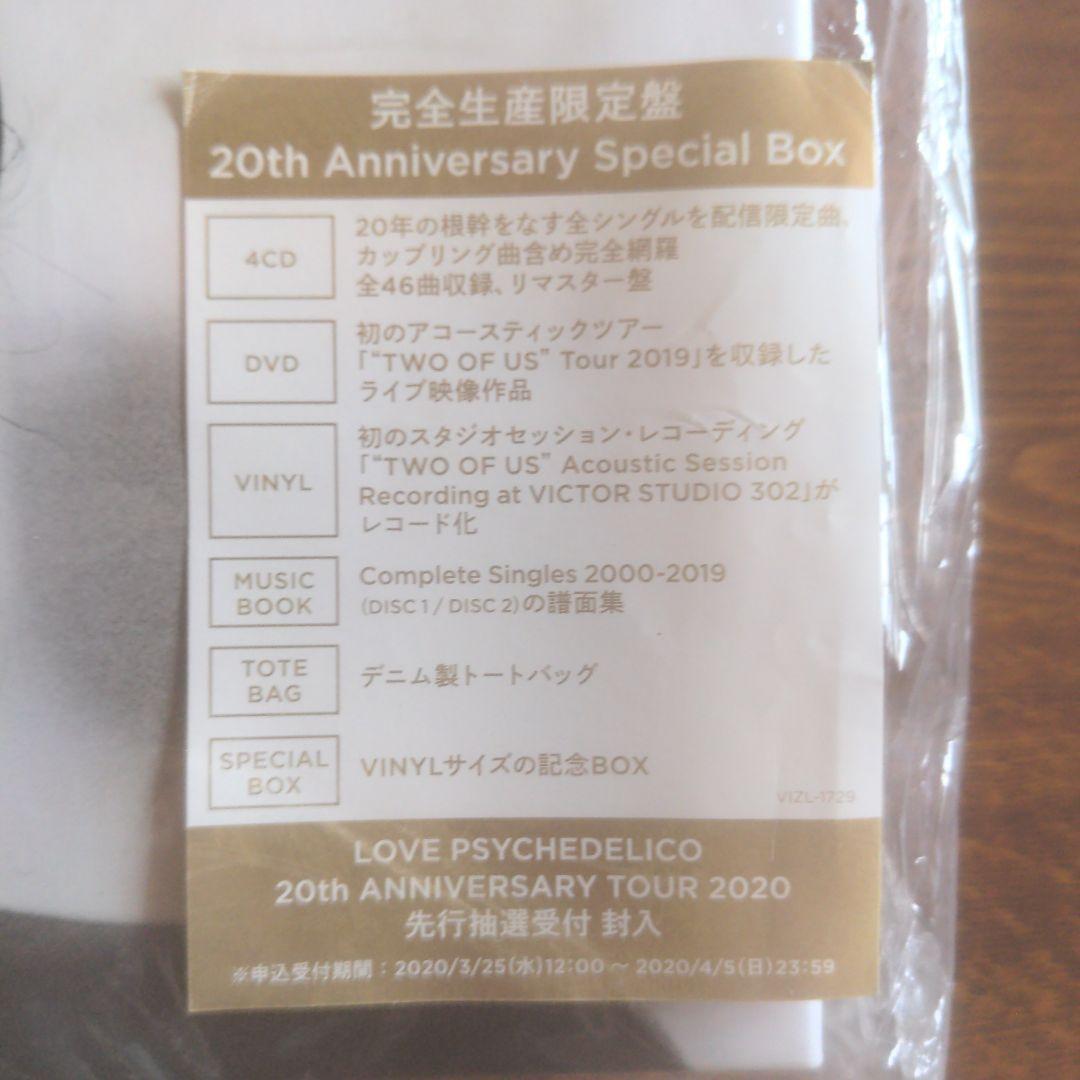 完全生産限定盤
20th Anniversary Special Box
4CD
20年の根幹をなす全シングルを配信限定曲、
カップリング曲含め完全網羅
全46曲収録、リマスター盤
DVD
初のアコースティックツアー
「“TWO OF US” Tour 2019」を収録した
ライブ映像作品
VINYL
初のスタジオセッション・レコーディング
「“TWO OF US” Acoustic Session
Recording at VICTOR STUDIO 302」が
レコード化
MUSIC
BOOK
Complete Singles 2000-2019
(DISC 1 / DISC 2)の譜面集
TOTE
BAG
デニム製トートバッグ
SPECIAL
BOX
VINYLサイズの記念BOX
VIZL-1729
LOVE PSYCHEDELICO
20th ANNIVERSARY TOUR 2020
先行抽選受付 封入
※申込受付期間：2020/3/25(水)12:00～2020/4/5(日)23:59